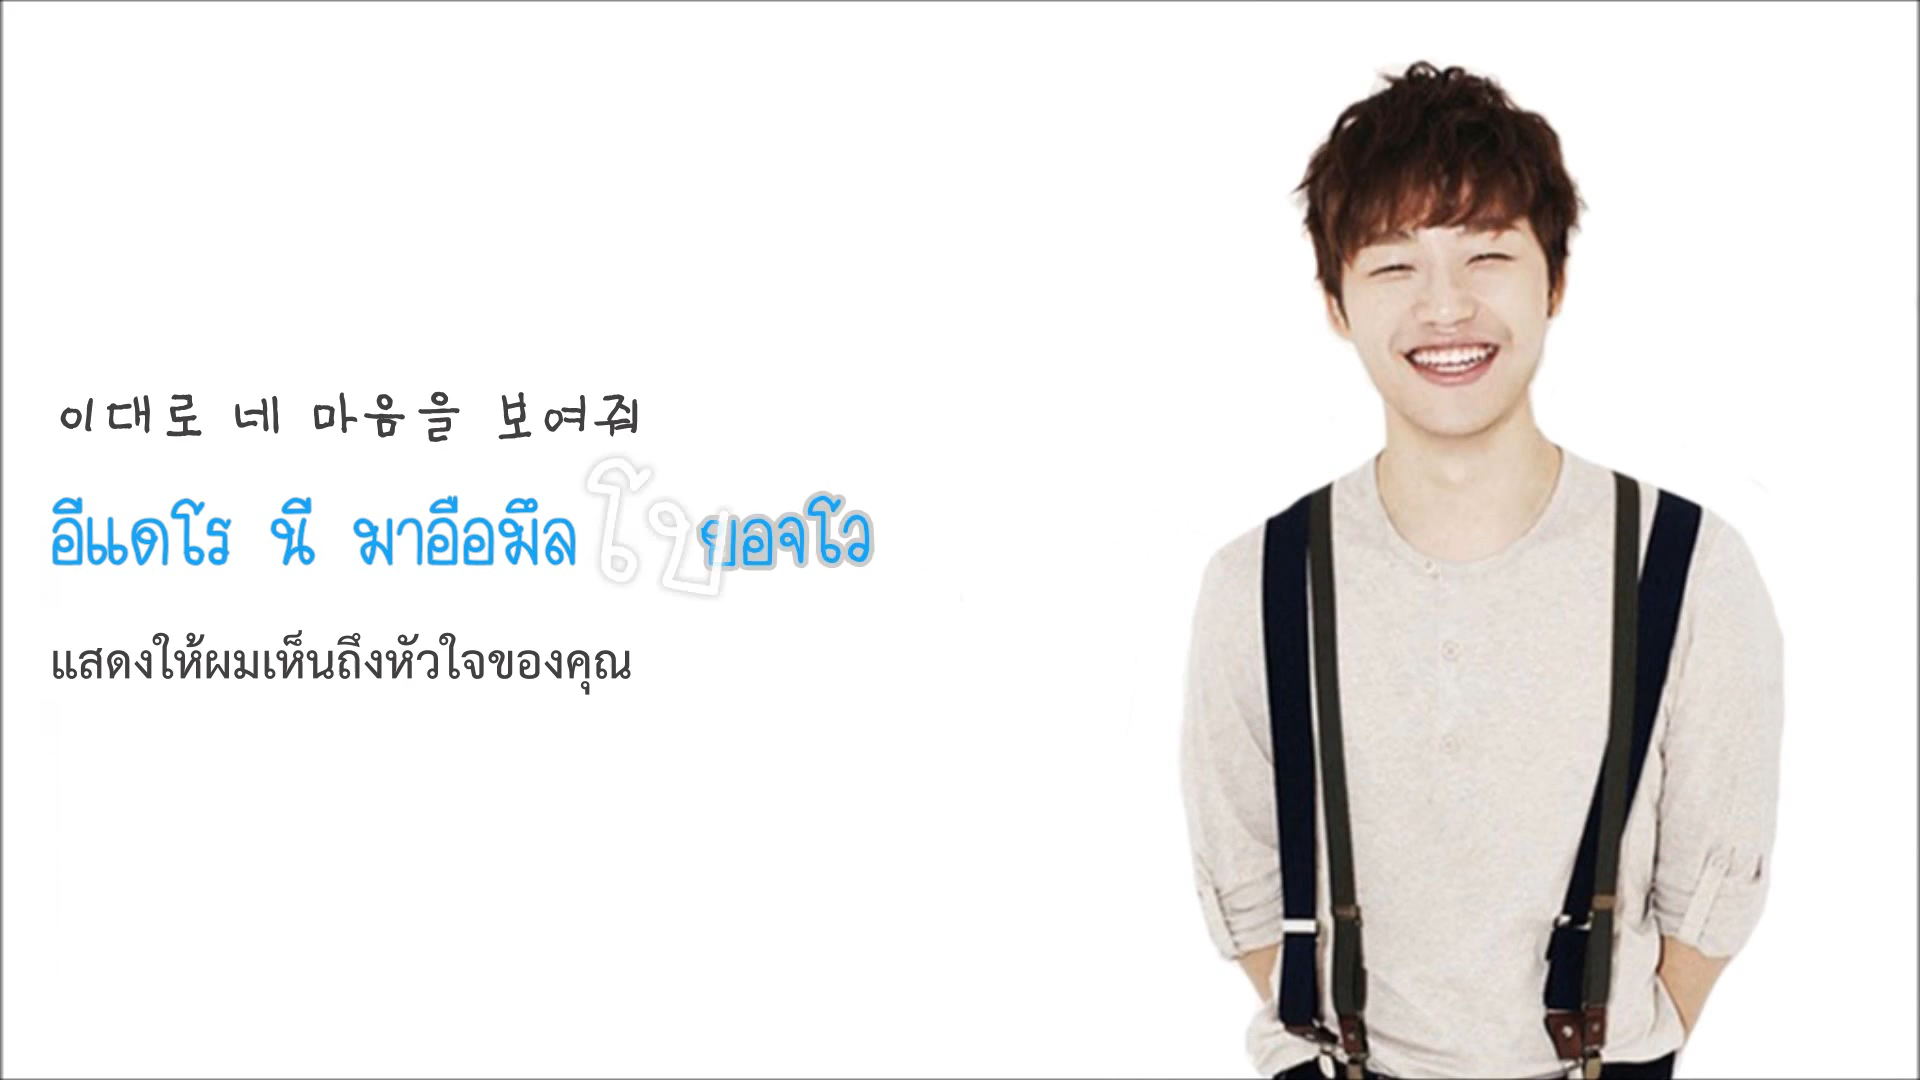 이대로 네 마음을 보여줘
อีแดโร นี มาอือมึล โบยอจโว
แสดงให้ผมเห็นถึงหัวใจของคุณ